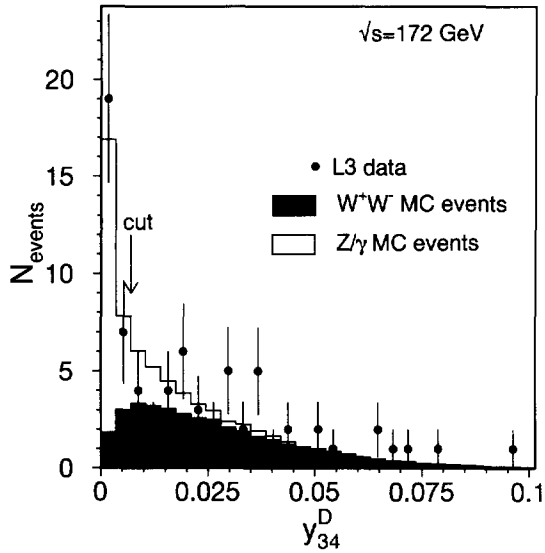 √s=172 GeV
20
L3 data
W⁺W⁻ MC events
15
Z/γ MC events
cut
N_events
10
5
0
0 0.025 0.05 0.075 0.1
y₃₄ᴰ